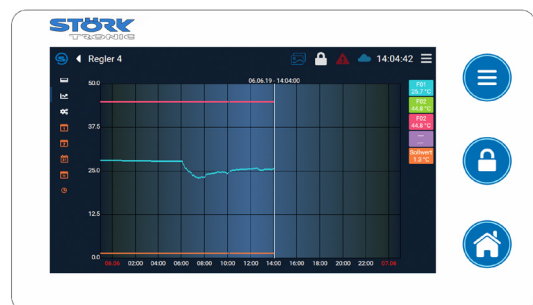 STÖRK
TRONIC
Regler 4
14:04:42
06.06.19 - 14:04:00
50.0
37.5
25.0
12.5
0.0
F01
26.7 °C
F02
44.8 °C
F02
44.8 °C
---
---
Sollwert
1.2 °C
06.06 02:00 04:00 06:00 08:00 10:00 12:00 14:00 16:00 18:00 20:00 22:00 07.06